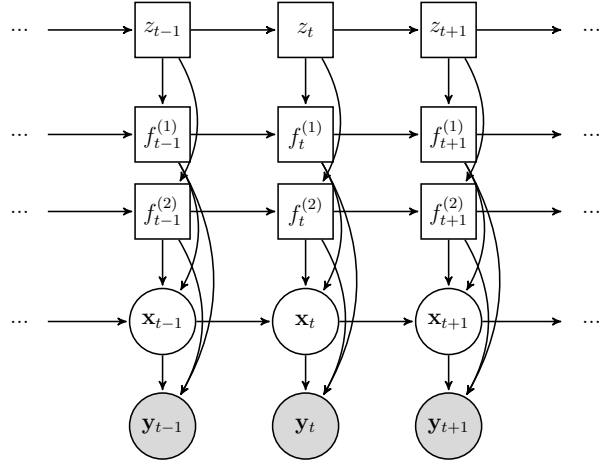 ... z_{t-1} z_t z_{t+1} ...
... f_{t-1}^{(1)} f_t^{(1)} f_{t+1}^{(1)} ...
... f_{t-1}^{(2)} f_t^{(2)} f_{t+1}^{(2)} ...
... x_{t-1} x_t x_{t+1} ...
y_{t-1} y_t y_{t+1}